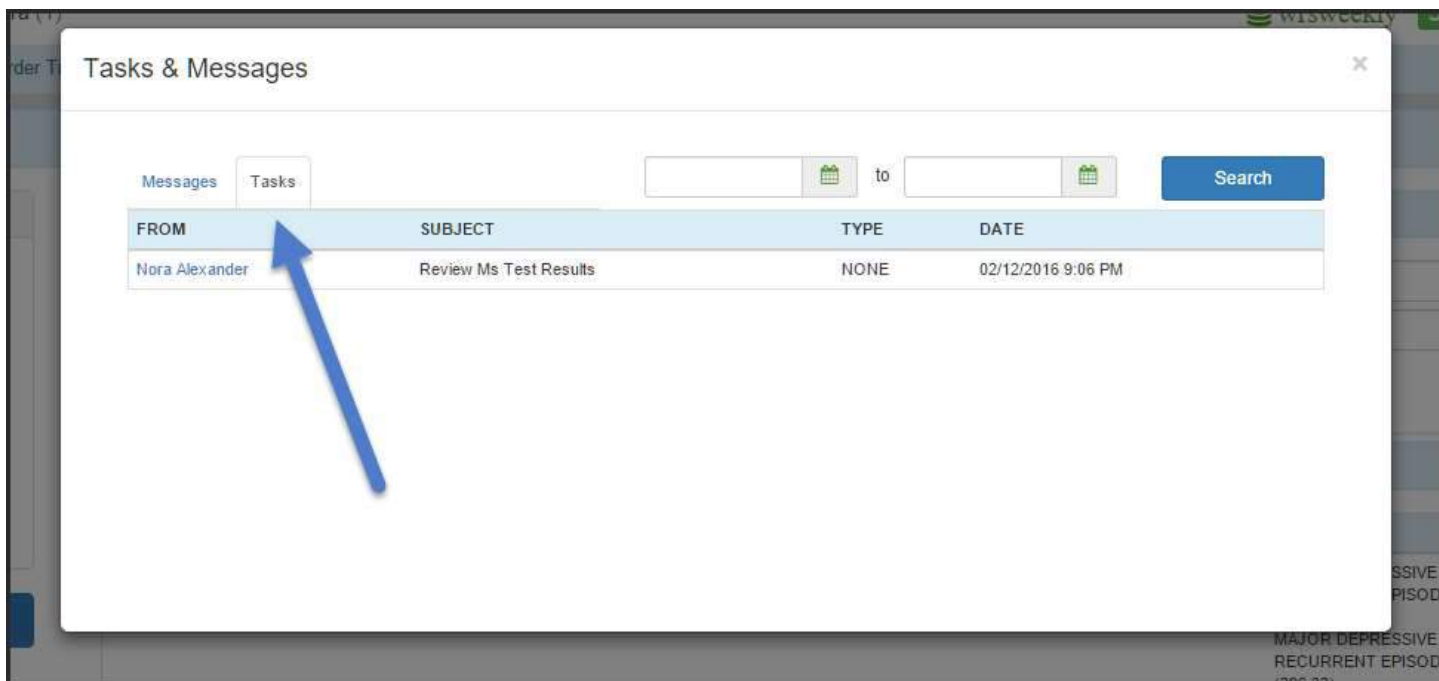 wrsweekly
Tasks & Messages ×
Messages Tasks to Search
FROM SUBJECT TYPE DATE
Nora Alexander Review Ms Test Results NONE 02/12/2016 9:06 PM
MAJOR DEPRESSIVE
RECURRENT EPISOD